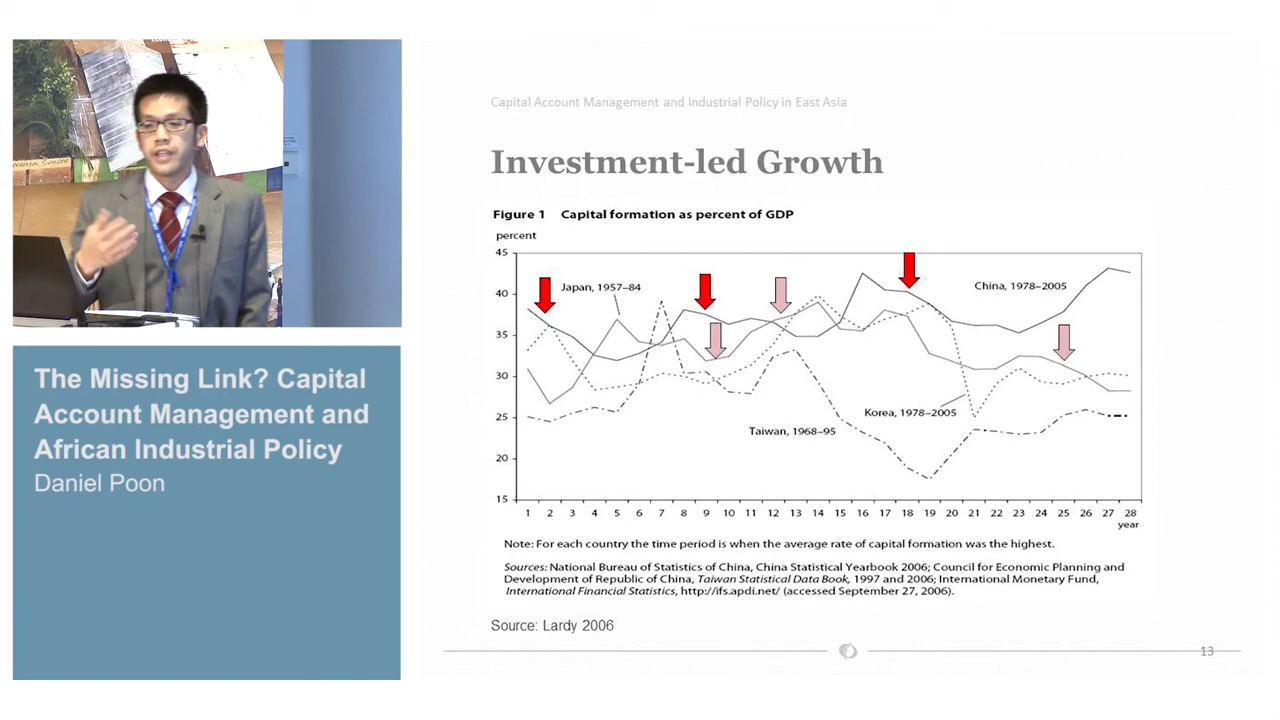 The Missing Link? Capital
Account Management and
African Industrial Policy
Daniel Poon
Capital Account Management and Industrial Policy in East Asia
Investment-led Growth
Figure 1 Capital formation as percent of GDP
percent
45
40
35
30
25
20
15
Japan, 1957–84
China, 1978–2005
Korea, 1978–2005
Taiwan, 1968–95
1 2 3 4 5 6 7 8 9 10 11 12 13 14 15 16 17 18 19 20 21 22 23 24 25 26 27 28
year
Note: For each country the time period is when the average rate of capital formation was the highest.
Sources: National Bureau of Statistics of China, China Statistical Yearbook 2006; Council for Economic Planning and
Development of Republic of China, Taiwan Statistical Data Book, 1997 and 2006; International Monetary Fund,
International Financial Statistics, http://ifs.apdi.net/ (accessed September 27, 2006).
Source: Lardy 2006
13